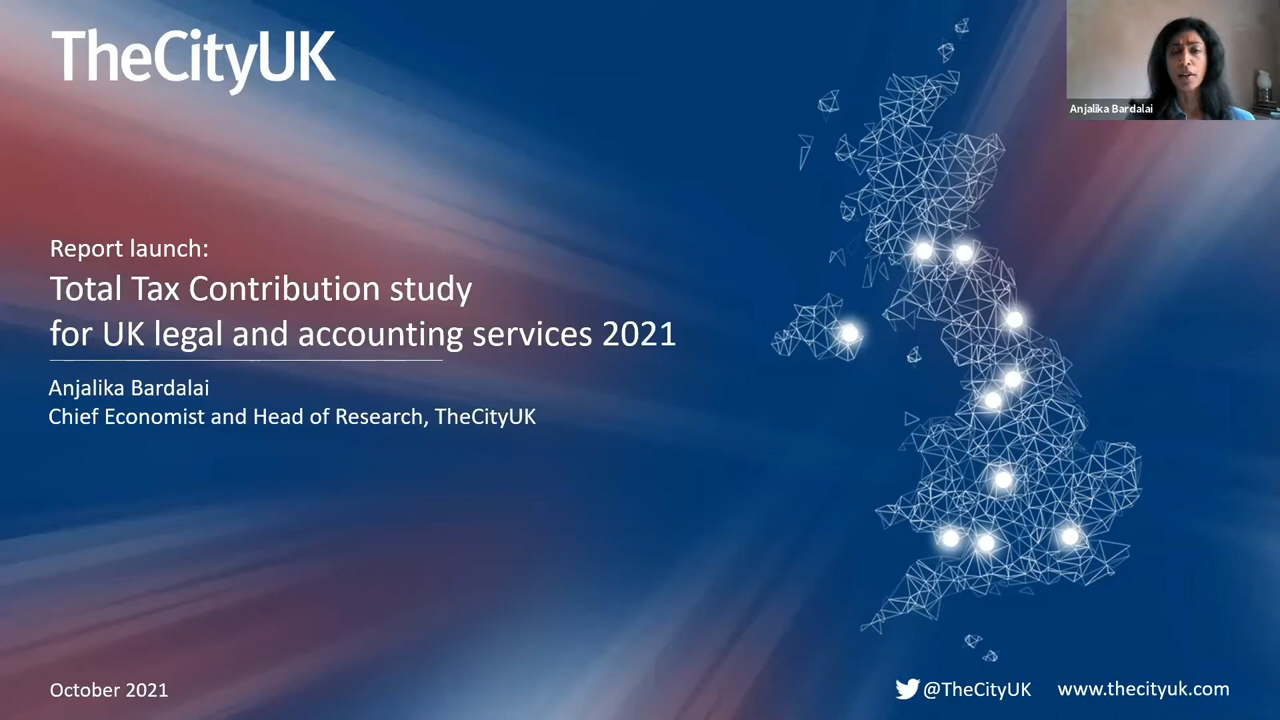 TheCityUK
Anjalika Bardalai
Report launch:
Total Tax Contribution study
for UK legal and accounting services 2021
Anjalika Bardalai
Chief Economist and Head of Research, TheCityUK
October 2021
@TheCityUK
www.thecityuk.com